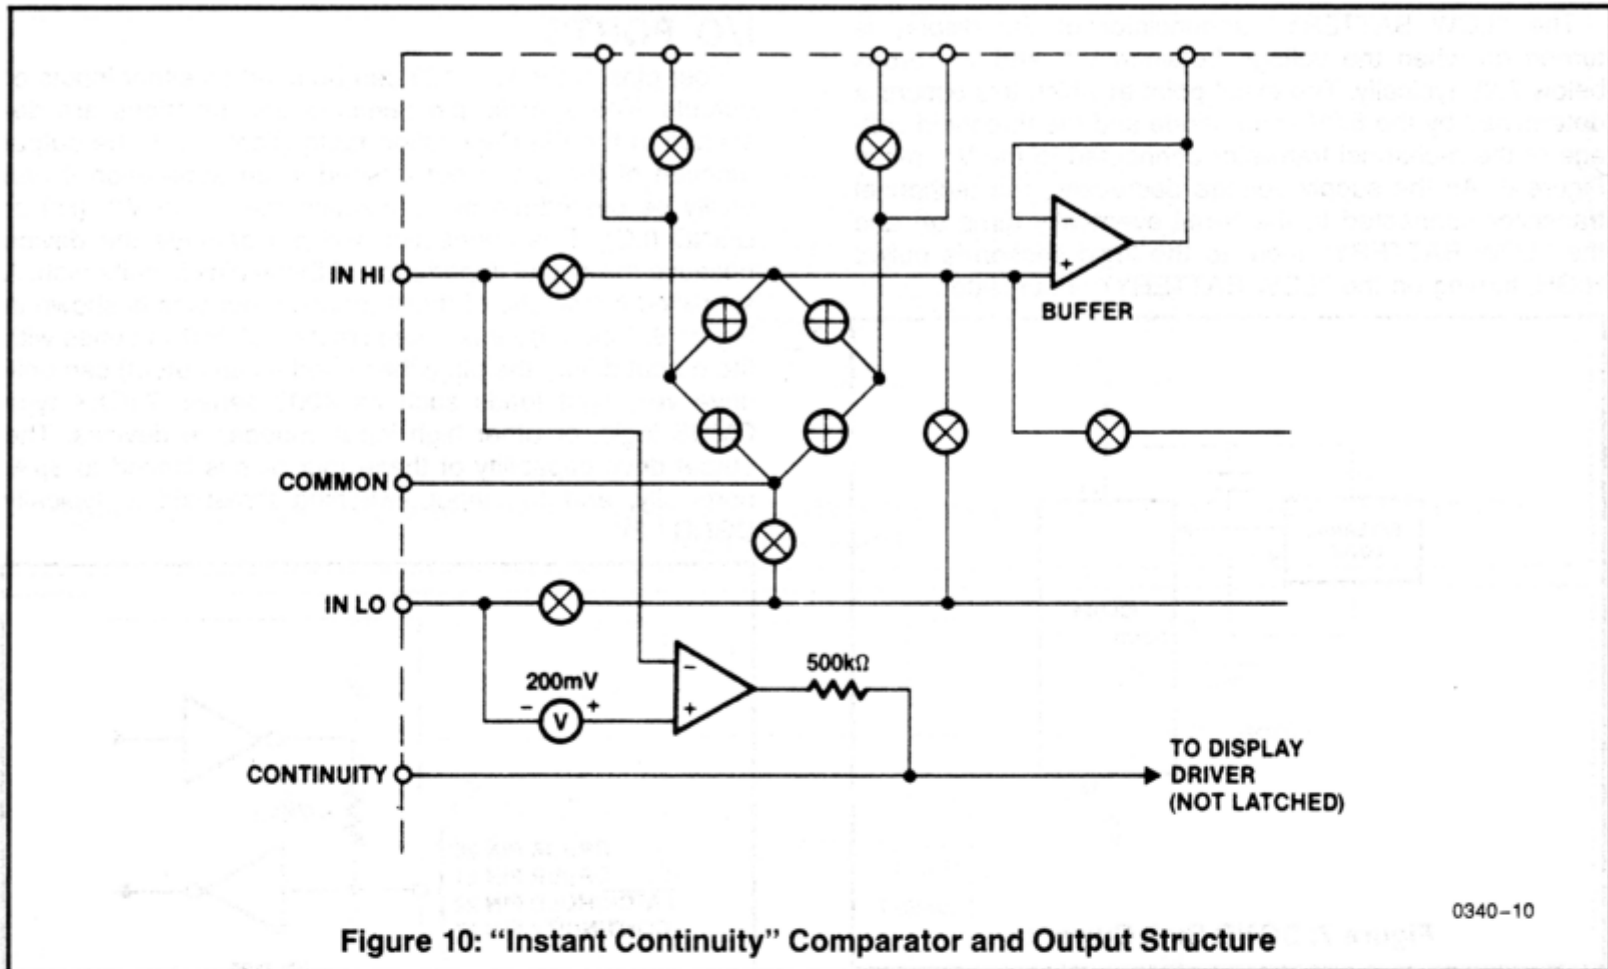 IN HI
−
+
BUFFER
COMMON
IN LO
200mV
− V +
−
+
500kΩ
CONTINUITY
TO DISPLAY
DRIVER
(NOT LATCHED)
0340–10
Figure 10: “Instant Continuity” Comparator and Output Structure